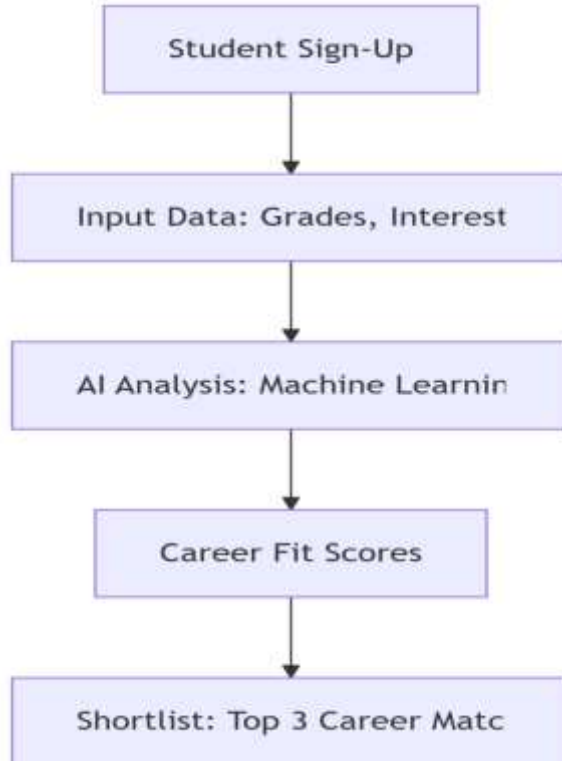 Student Sign-Up
Input Data: Grades, Interest
AI Analysis: Machine Learnin
Career Fit Scores
Shortlist: Top 3 Career Matc